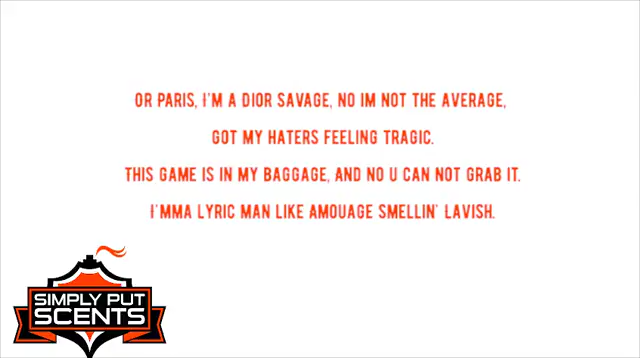 OR PARIS, I'M A DIOR SAVAGE, NO IM NOT THE AVERAGE,
GOT MY HATERS FEELING TRAGIC.
THIS GAME IS IN MY BAGGAGE, AND NO U CAN NOT GRAB IT.
I'MMA LYRIC MAN LIKE AMOUAGE SMELLIN' LAVISH.
SIMPLY PUT
SCENTS